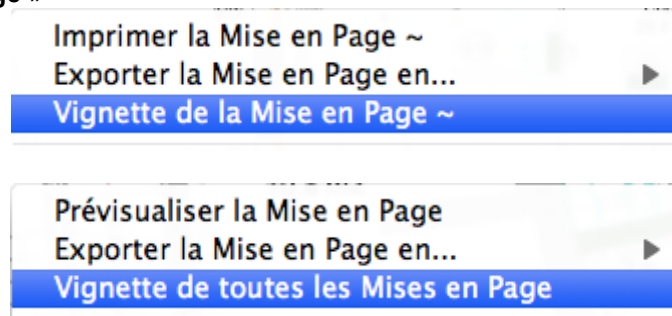 Imprimer la Mise en Page ~
Exporter la Mise en Page en...
Vignette de la Mise en Page ~
Prévisualiser la Mise en Page
Exporter la Mise en Page en...
Vignette de toutes les Mises en Page